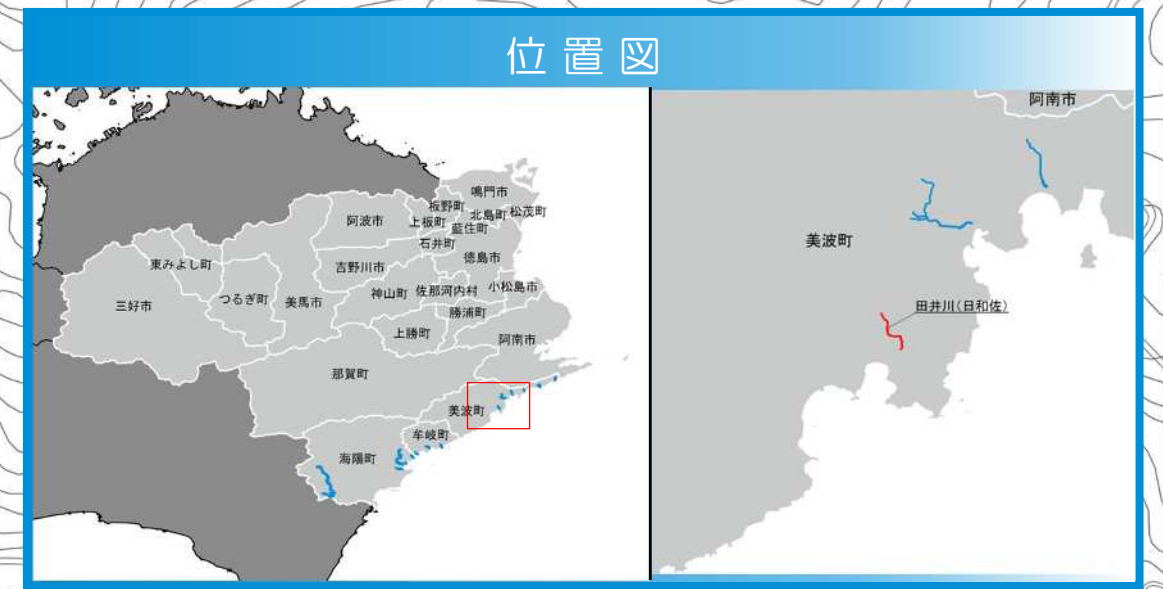 位置図
鳴門市
板野町
松茂町
北島町
上板町
藍住町
阿波市
石井町
徳島市
東みよし町
吉野川市
つるぎ町
美馬市
神山町
佐那河内村
小松島市
三好市
勝浦町
上勝町
阿南市
那賀町
美波町
牟岐町
海陽町
阿南市
美波町
田井川(日和佐)